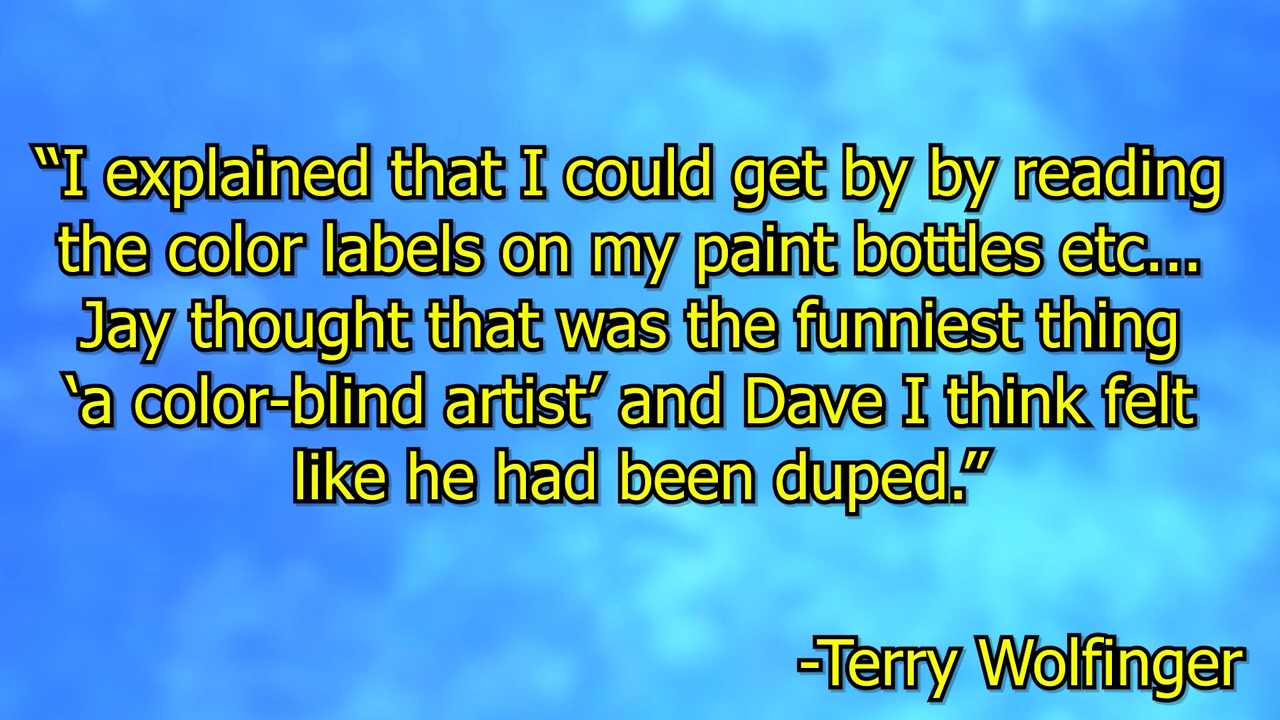 “I explained that I could get by by reading
the color labels on my paint bottles etc...
Jay thought that was the funniest thing
‘a color-blind artist’ and Dave I think felt
like he had been duped.”
-Terry Wolfinger